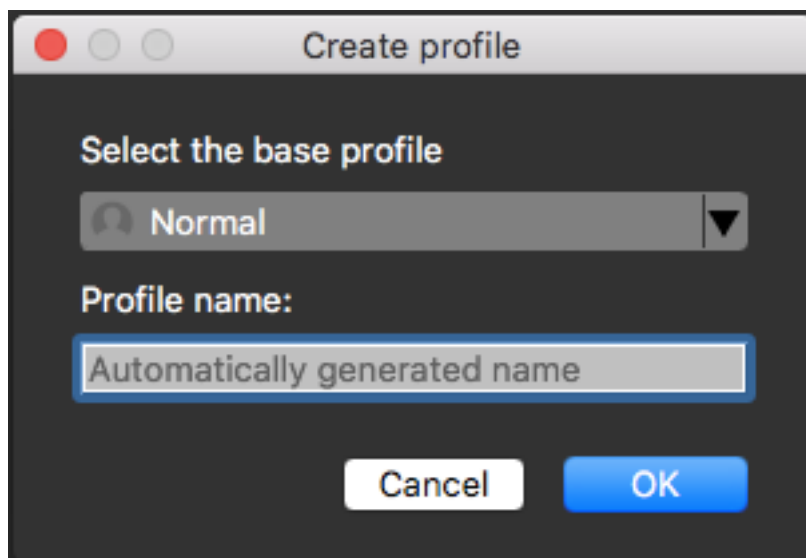 Create profile
Select the base profile
Normal
Profile name:
Automatically generated name
Cancel OK